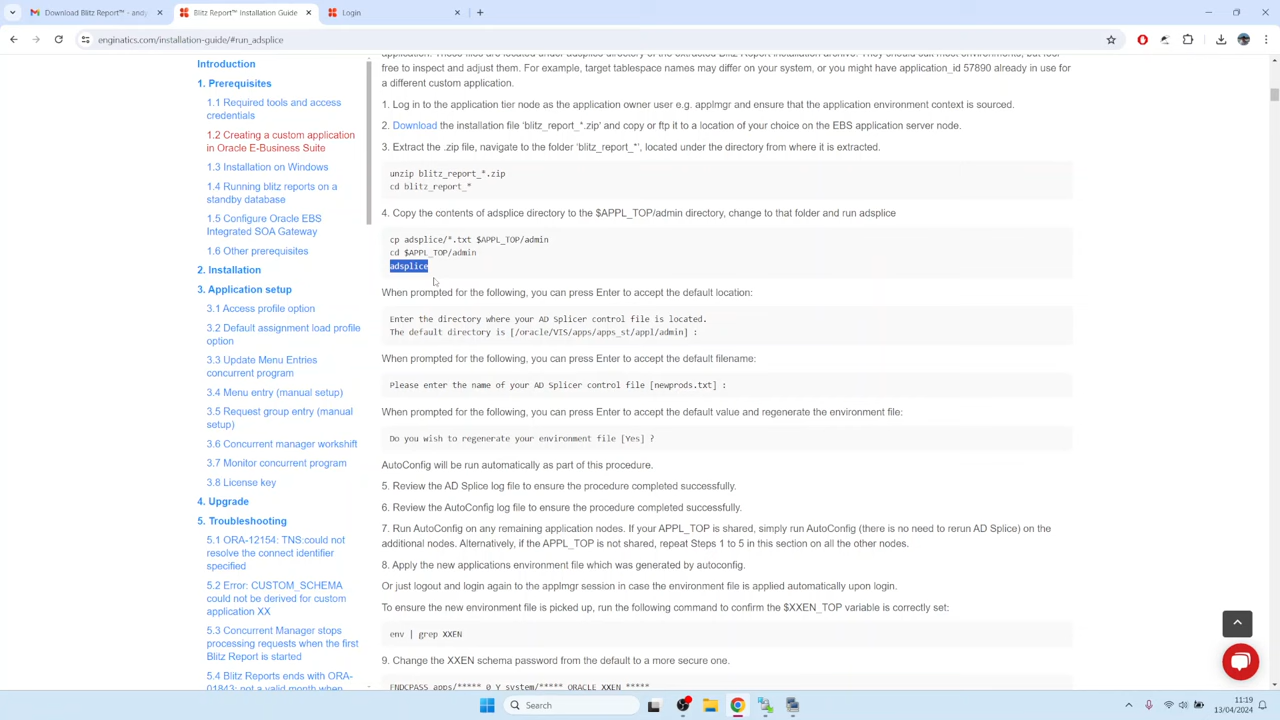 Download Blitz Report™ - and
Blitz Report™ Installation Guide
Login
enginatics.com/installation-guide/#run_adsplice
Introduction
1. Prerequisites
1.1 Required tools and access
credentials
1.2 Creating a custom application
in Oracle E-Business Suite
1.3 Installation on Windows
1.4 Running blitz reports on a
standby database
1.5 Configure Oracle EBS
Integrated SOA Gateway
1.6 Other prerequisites
2. Installation
3. Application setup
3.1 Access profile option
3.2 Default assignment load profile
option
3.3 Update Menu Entries
concurrent program
3.4 Menu entry (manual setup)
3.5 Request group entry (manual
setup)
3.6 Concurrent manager workshift
3.7 Monitor concurrent program
3.8 License key
4. Upgrade
5. Troubleshooting
5.1 ORA-12154: TNS:could not
resolve the connect identifier
specified
5.2 Error: CUSTOM_SCHEMA
could not be derived for custom
application XX
5.3 Concurrent Manager stops
processing requests when the first
Blitz Report is started
5.4 Blitz Reports ends with ORA-
01843: not a valid month when
application. These files are located under adsplice directory of the extracted Blitz Report installation archive. They should suit most environments, but feel
free to inspect and adjust them. For example, target tablespace names may differ on your system, or you might have application_id 57890 already in use for
a different custom application.
1. Log in to the application tier node as the application owner user e.g. applmgr and ensure that the application environment context is sourced.
2. Download the installation file 'blitz_report_*.zip' and copy or ftp it to a location of your choice on the EBS application server node.
3. Extract the .zip file, navigate to the folder 'blitz_report_*', located under the directory from where it is extracted.
unzip blitz_report_*.zip
cd blitz_report_*
4. Copy the contents of adsplice directory to the $APPL_TOP/admin directory, change to that folder and run adsplice
cp adsplice/*.txt $APPL_TOP/admin
cd $APPL_TOP/admin
adsplice
When prompted for the following, you can press Enter to accept the default location:
Enter the directory where your AD Splicer control file is located.
The default directory is [/oracle/VIS/apps/apps_st/appl/admin] :
When prompted for the following, you can press Enter to accept the default filename:
Please enter the name of your AD Splicer control file [newprods.txt] :
When prompted for the following, you can press Enter to accept the default value and regenerate the environment file:
Do you wish to regenerate your environment file [Yes] ?
AutoConfig will be run automatically as part of this procedure.
5. Review the AD Splice log file to ensure the procedure completed successfully.
6. Review the AutoConfig log file to ensure the procedure completed successfully.
7. Run AutoConfig on any remaining application nodes. If your APPL_TOP is shared, simply run AutoConfig (there is no need to rerun AD Splice) on the
additional nodes. Alternatively, if the APPL_TOP is not shared, repeat Steps 1 to 5 in this section on all the other nodes.
8. Apply the new applications environment file which was generated by autoconfig.
Or just logout and login again to the applmgr session in case the environment file is applied automatically upon login.
To ensure the new environment file is picked up, run the following command to confirm the $XXEN_TOP variable is correctly set:
env | grep XXEN
9. Change the XXEN schema password from the default to a more secure one.
FNDCPASS apps/***** 0 Y system/***** ORACLE XXEN *****
Search
11:19
13/04/2024